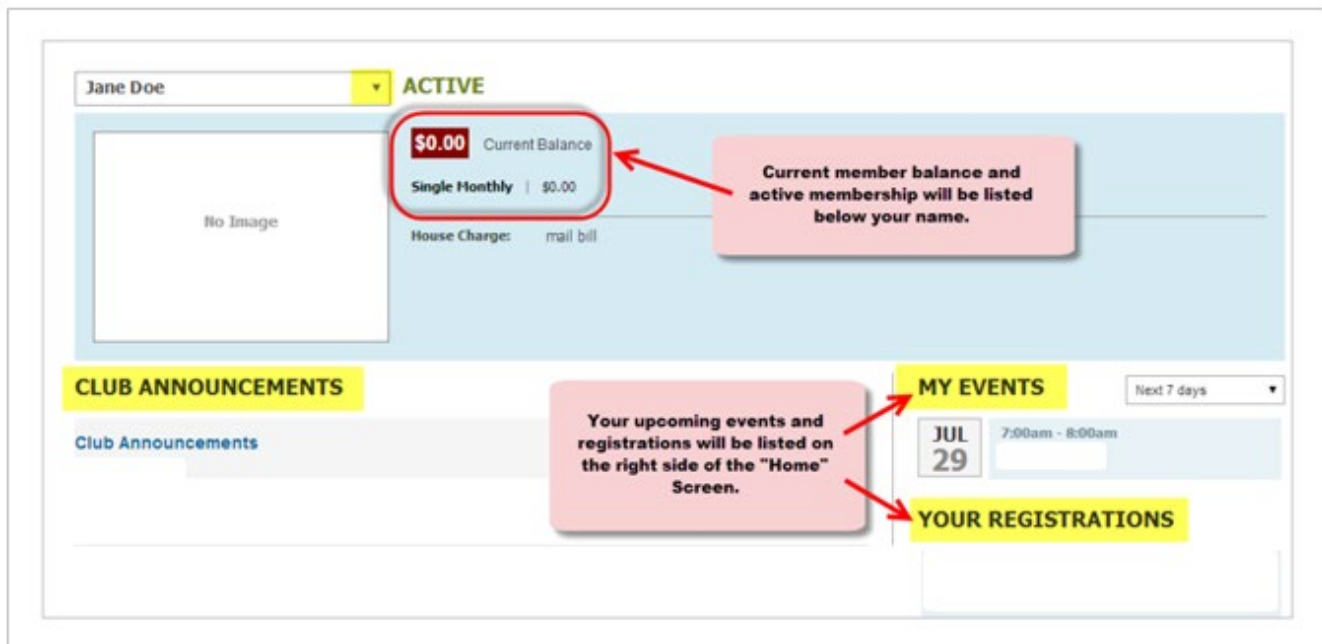 Jane Doe
ACTIVE
$0.00 Current Balance
Single Monthly | $0.00
House Charge: mail bill
No Image
Current member balance and
active membership will be listed
below your name.
CLUB ANNOUNCEMENTS
Club Announcements
Your upcoming events and
registrations will be listed on
the right side of the "Home"
Screen.
MY EVENTS
Next 7 days
JUL
29
7:00am - 8:00am
YOUR REGISTRATIONS